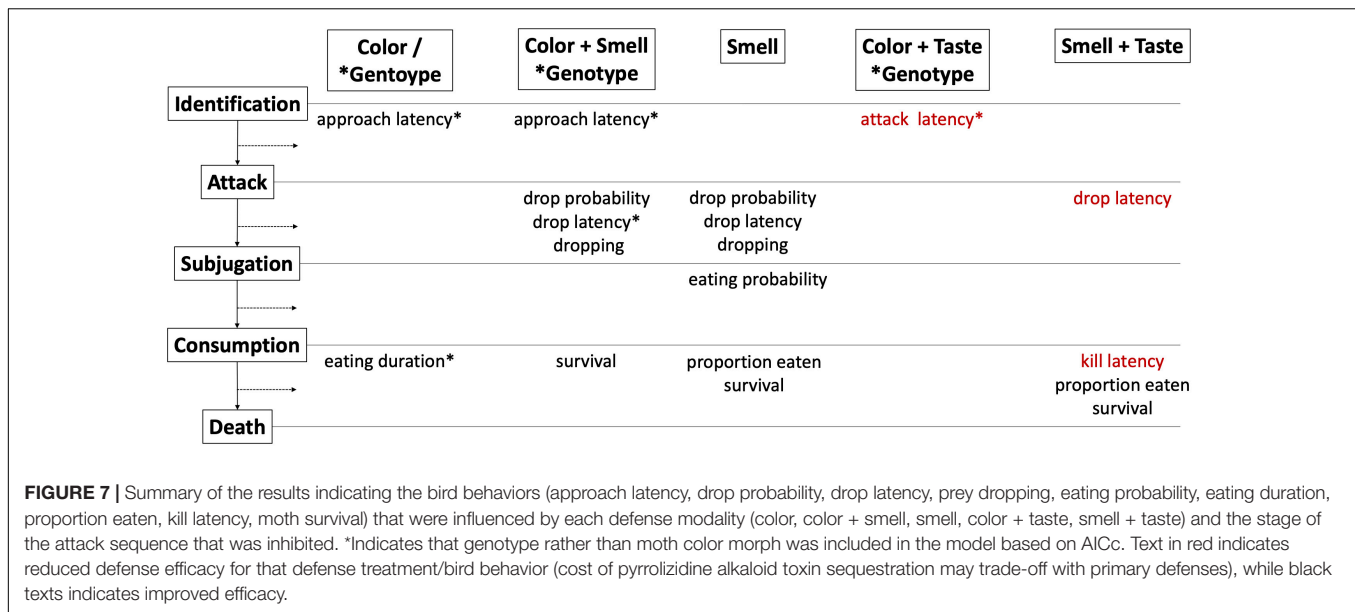 Color / Color + Smell Smell Color + Taste Smell + Taste
*Gentoype *Genotype *Genotype
Identification
approach latency* approach latency* attack latency*
Attack
drop probability drop probability drop latency
drop latency* drop latency
dropping dropping
Subjugation
eating probability
Consumption
eating duration* survival proportion eaten kill latency
survival proportion eaten
survival
Death
FIGURE 7 | Summary of the results indicating the bird behaviors (approach latency, drop probability, drop latency, prey dropping, eating probability, eating duration,
proportion eaten, kill latency, moth survival) that were influenced by each defense modality (color, color + smell, smell, color + taste, smell + taste) and the stage of
the attack sequence that was inhibited. *Indicates that genotype rather than moth color morph was included in the model based on AICc. Text in red indicates
reduced defense efficacy for that defense treatment/bird behavior (cost of pyrrolizidine alkaloid toxin sequestration may trade-off with primary defenses), while black
texts indicates improved efficacy.